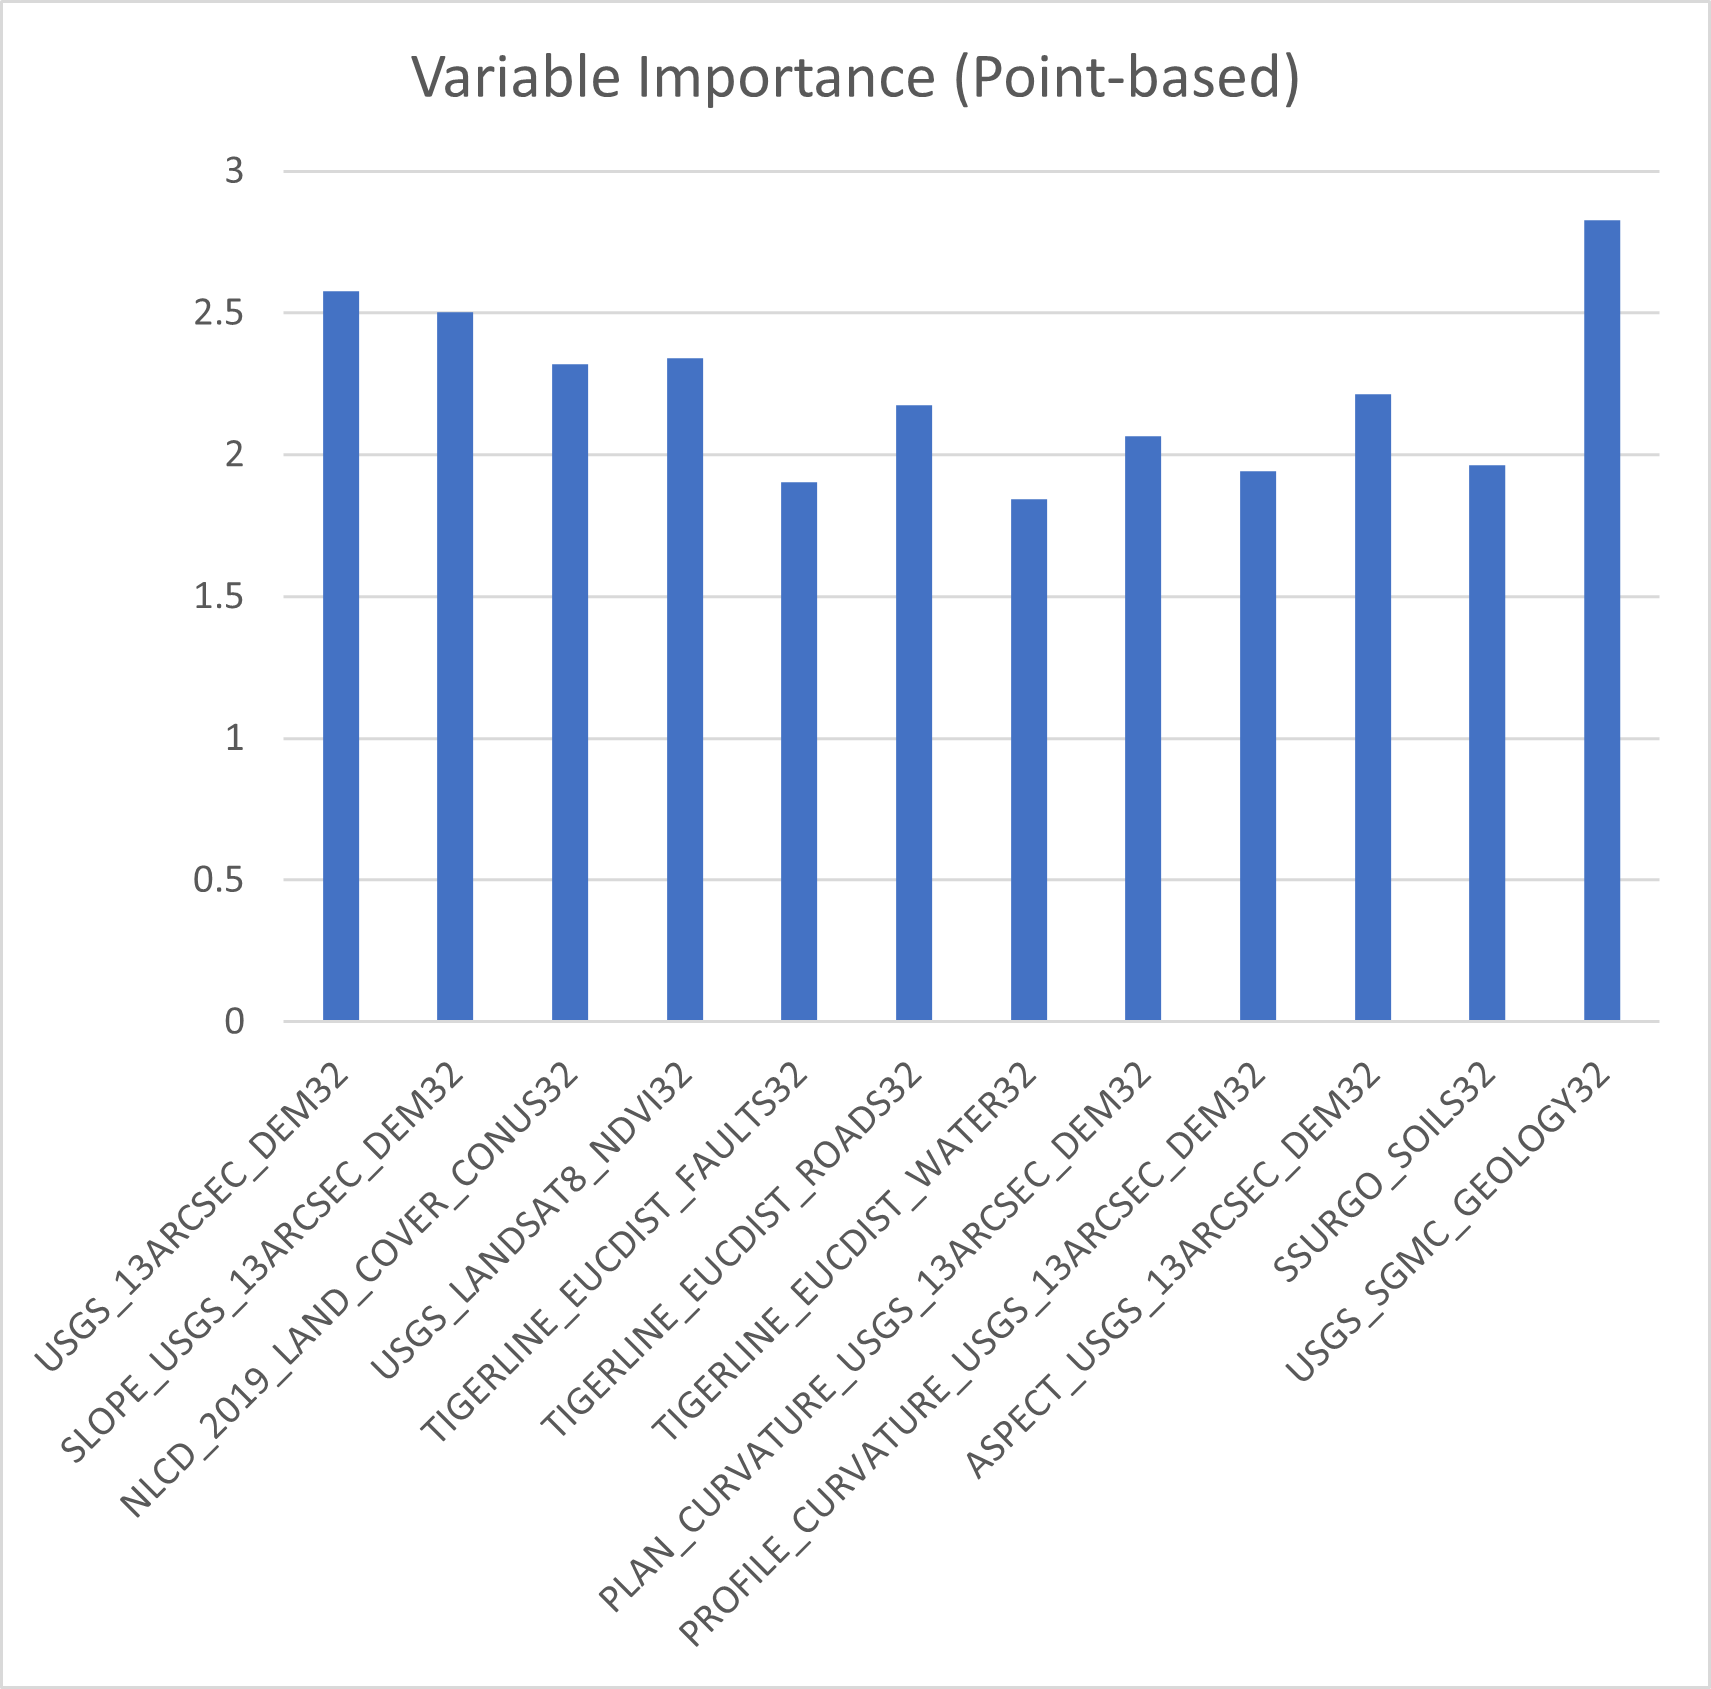 Variable Importance (Point-based)
3
2.5
2
1.5
1
0.5
0
USGS_13ARCSEC_DEM32
SLOPE_USGS_13ARCSEC_DEM32
NLCD_2019_LAND_COVER_CONUS32
USGS_LANDSAT8_NDVI32
TIGERLINE_EUCDIST_FAULTS32
TIGERLINE_EUCDIST_ROADS32
TIGERLINE_EUCDIST_WATER32
PLAN_CURVATURE_USGS_13ARCSEC_DEM32
PROFILE_CURVATURE_USGS_13ARCSEC_DEM32
ASPECT_USGS_13ARCSEC_DEM32
SSURGO_SOILS32
USGS_SGMC_GEOLOGY32